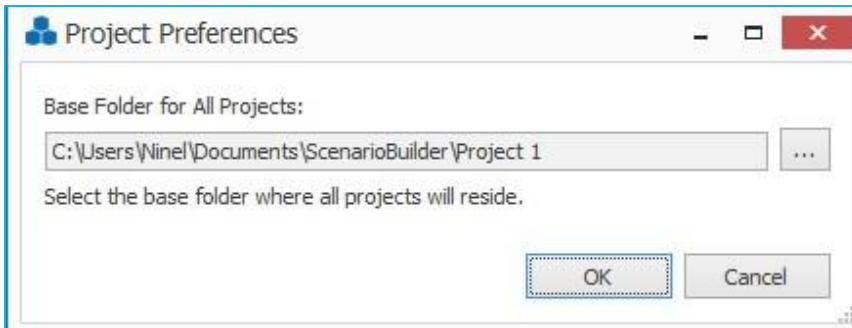 Project Preferences
Base Folder for All Projects:
C:\Users\Ninel\Documents\ScenarioBuilder\Project 1
...
Select the base folder where all projects will reside.
OK Cancel